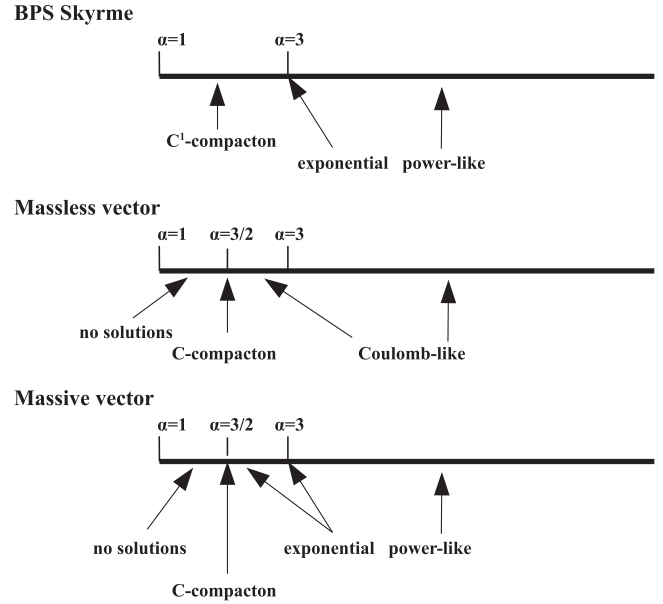 BPS Skyrme
α=1 α=3
C¹-compacton
exponential power-like
Massless vector
α=1 α=3/2 α=3
no solutions
C-compacton Coulomb-like
Massive vector
α=1 α=3/2 α=3
no solutions exponential power-like
C-compacton